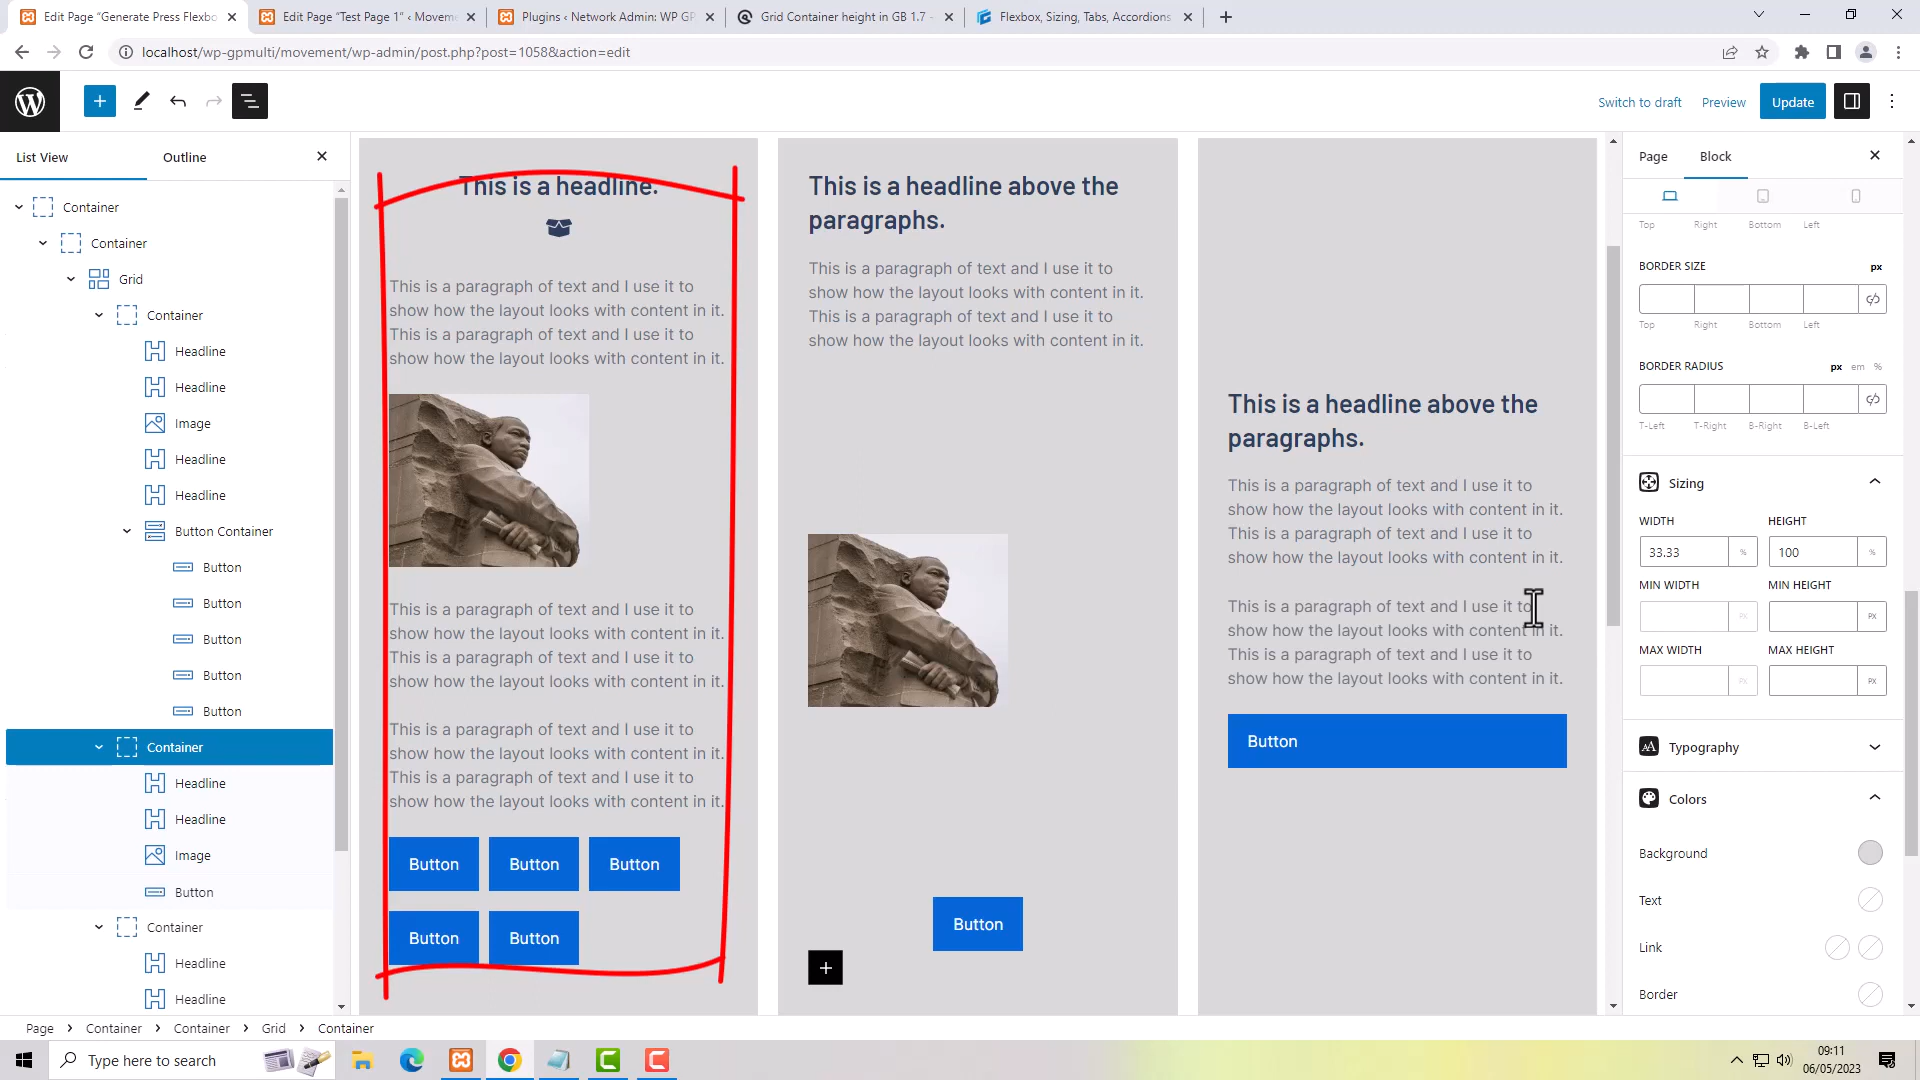 Edit Page "Generate Press Flexbo
Edit Page "Test Page 1" ‹ Movem
Plugins ‹ Network Admin: WP GP
Grid Container height in GB 1.7 -
Flexbox, Sizing, Tabs, Accordions
localhost/wp-gpmulti/movement/wp-admin/post.php?post=1058&action=edit
Switch to draft
Preview
Update
List View
Outline
Container
Container
Grid
Container
Headline
Headline
Image
Headline
Headline
Button Container
Button
Button
Button
Button
Button
Container
Headline
Headline
Image
Button
Container
Headline
Headline
This is a headline.
This is a paragraph of text and I use it to
show how the layout looks with content in it.
This is a paragraph of text and I use it to
show how the layout looks with content in it.
This is a paragraph of text and I use it to
show how the layout looks with content in it.
This is a paragraph of text and I use it to
show how the layout looks with content in it.
This is a paragraph of text and I use it to
show how the layout looks with content in it.
This is a paragraph of text and I use it to
show how the layout looks with content in it.
Button
Button
Button
Button
Button
This is a headline above the
paragraphs.
This is a paragraph of text and I use it to
show how the layout looks with content in it.
This is a paragraph of text and I use it to
show how the layout looks with content in it.
Button
This is a headline above the
paragraphs.
This is a paragraph of text and I use it to
show how the layout looks with content in it.
This is a paragraph of text and I use it to
show how the layout looks with content in it.
This is a paragraph of text and I use it to
show how the layout looks with content in it.
This is a paragraph of text and I use it to
show how the layout looks with content in it.
Button
Page
Block
Top Right Bottom Left
BORDER SIZE px
Top Right Bottom Left
BORDER RADIUS px em %
T-Left T-Right B-Right B-Left
Sizing
WIDTH HEIGHT
33.33 % 100 %
MIN WIDTH MIN HEIGHT
PX PX
MAX WIDTH MAX HEIGHT
PX PX
Typography
Colors
Background
Text
Link
Border
Page > Container > Container > Grid > Container
Type here to search
09:11
06/05/2023